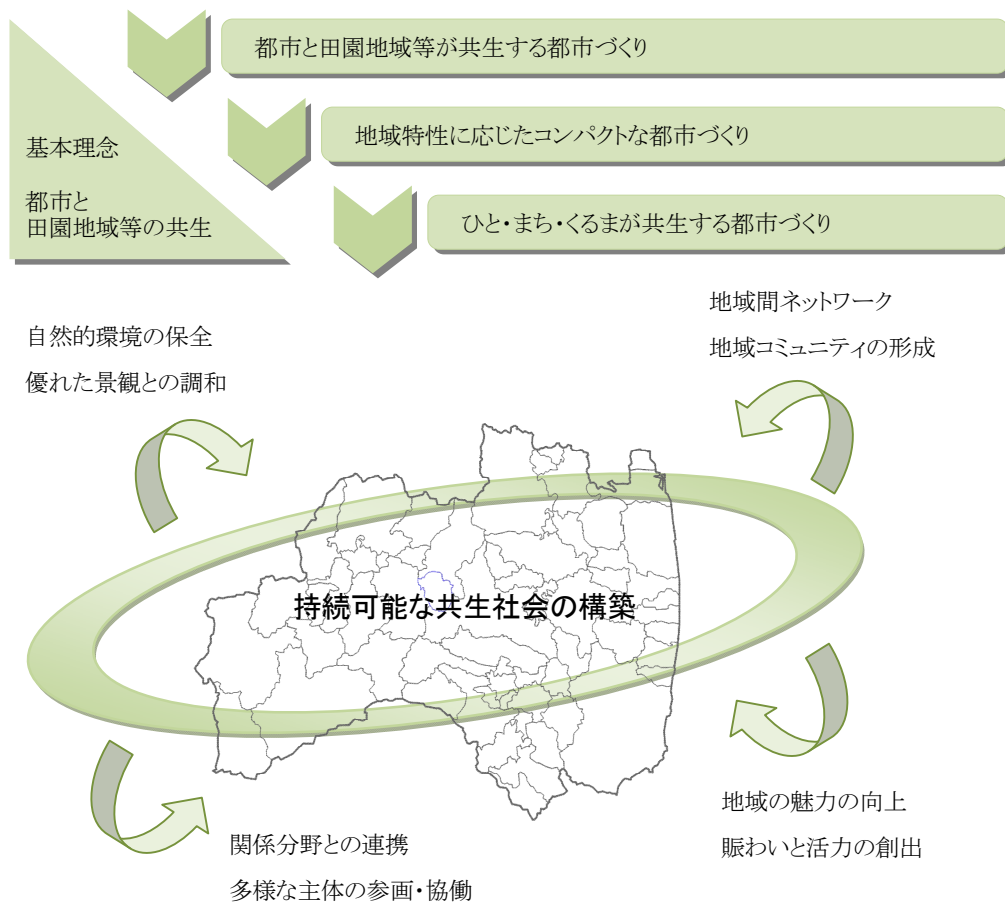 都市と田園地域等が共生する都市づくり
地域特性に応じたコンパクトな都市づくり
ひと・まち・くるまが共生する都市づくり
基本理念
都市と
田園地域等の共生
自然的環境の保全
優れた景観との調和
地域間ネットワーク
地域コミュニティの形成
持続可能な共生社会の構築
関係分野との連携
多様な主体の参画・協働
地域の魅力の向上
賑わいと活力の創出